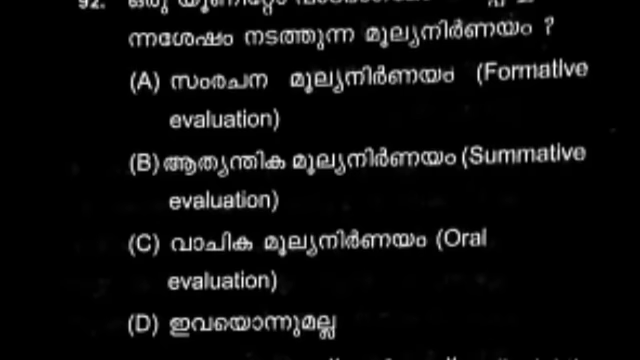 92. ഒരു
ന്നശേഷം നടത്തുന്ന മൂല്യനിർണയം ?
(A) സംരചന മൂല്യനിർണയം (Formative
evaluation)
(B) ആത്യന്തിക മൂല്യനിർണയം (Summative
evaluation)
(C) വാചിക മൂല്യനിർണയം (Oral
evaluation)
(D) ഇവയൊന്നുമല്ല